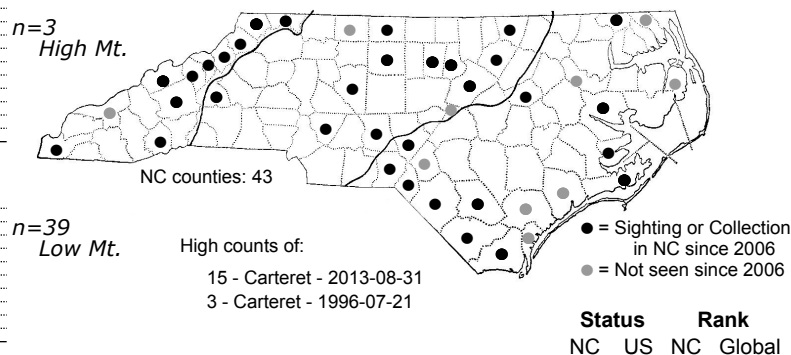 n=3
High Mt.
NC counties: 43
n=39
Low Mt.
High counts of:
15 - Carteret - 2013-08-31
3 - Carteret - 1996-07-21
● = Sighting or Collection
in NC since 2006
● = Not seen since 2006
Status Rank
NC US NC Global